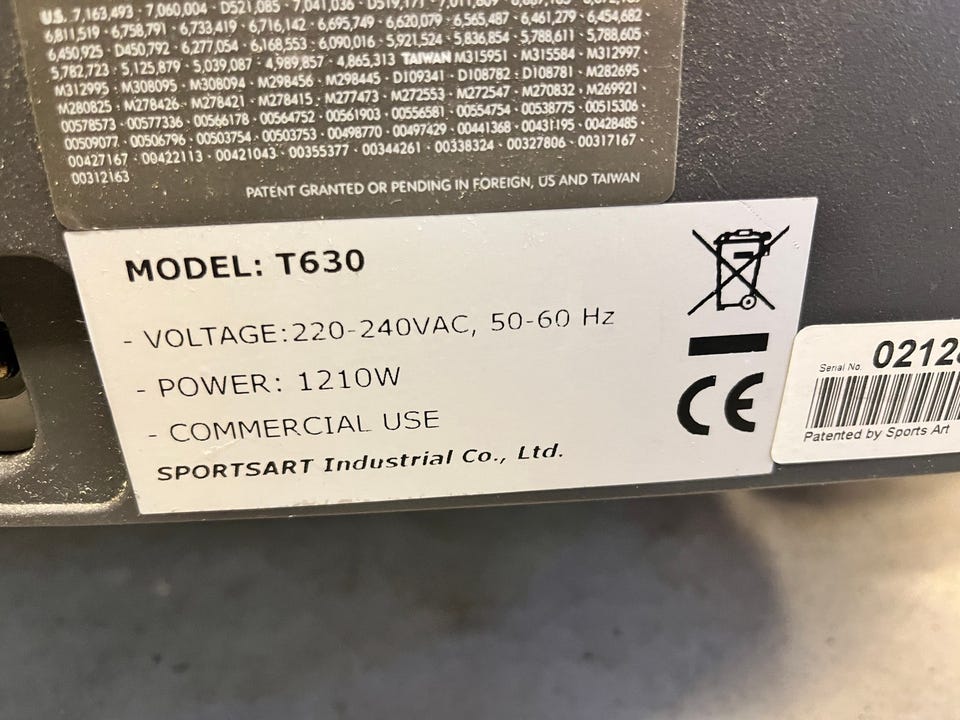 U.S. 7,163,493 · 7,060,004 · D521,085 · 7,041,036 · D519,171 ·
6,811,519 · 6,758,791 · 6,733,419 · 6,716,142 · 6,695,749 · 6,620,079 · 6,565,487 · 6,461,279 · 6,454,682
6,450,925 · D450,792 · 6,277,054 · 6,168,553 · 6,090,016 · 5,921,524 · 5,836,854 · 5,788,611 · 5,788,605 ·
5,782,723 · 5,125,879 · 5,039,087 · 4,989,857 · 4,865,313 TAIWAN M315951 · M315584 · M312997 ·
M312995 · M308095 · M308094 · M298456 · M298445 · D109341 · D108782 · D108781 · M282695 ·
M280825 · M278426 · M278421 · M278415 · M277473 · M272553 · M272547 · M270832 · M269921 ·
00578573 · 00577336 · 00566178 · 00564752 · 00561903 · 00556581 · 00554754 · 00538775 · 00515306 ·
00509077 · 00506796 · 00503754 · 00503753 · 00498770 · 00497429 · 00441368 · 00431195 · 00428485 ·
00427167 · 00422113 · 00421043 · 00355377 · 00344261 · 00338324 · 00327806 · 00317167 ·
00312163
PATENT GRANTED OR PENDING IN FOREIGN, US AND TAIWAN
MODEL: T630
- VOLTAGE:220-240VAC, 50-60 Hz
- POWER: 1210W
- COMMERCIAL USE
SPORTSART Industrial Co., Ltd.
CE
Serial No. 0212
Patented by Sports Art